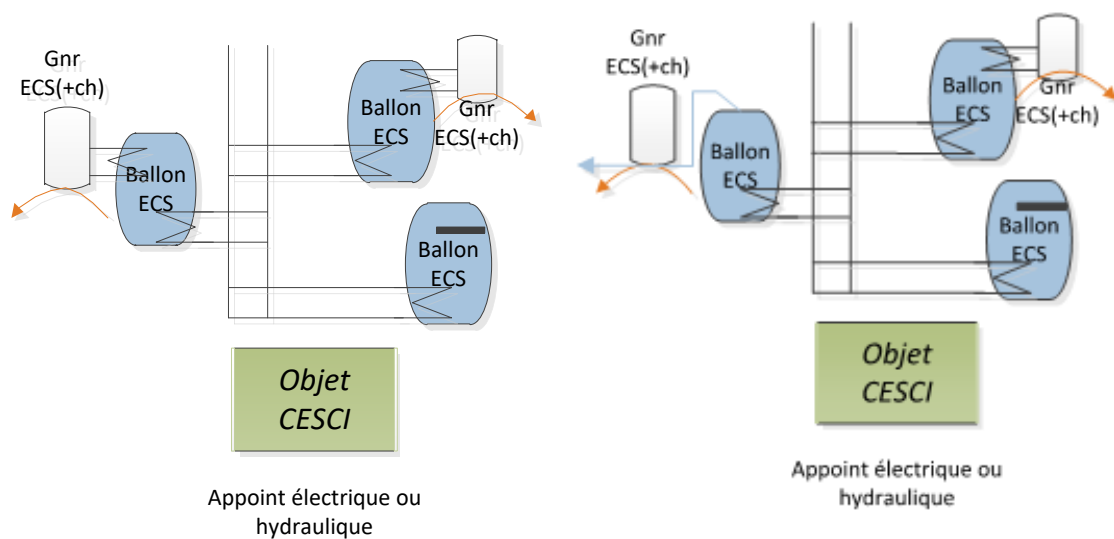 Gnr
ECS(+ch)
Ballon
ECS
Ballon
ECS
Gnr
ECS(+ch)
Ballon
ECS
Objet
CESCI
Appoint électrique ou
hydraulique
Gnr
ECS(+ch)
Ballon
ECS
Ballon
ECS
Gnr
ECS(+ch)
Ballon
ECS
Objet
CESCI
Appoint électrique ou
hydraulique